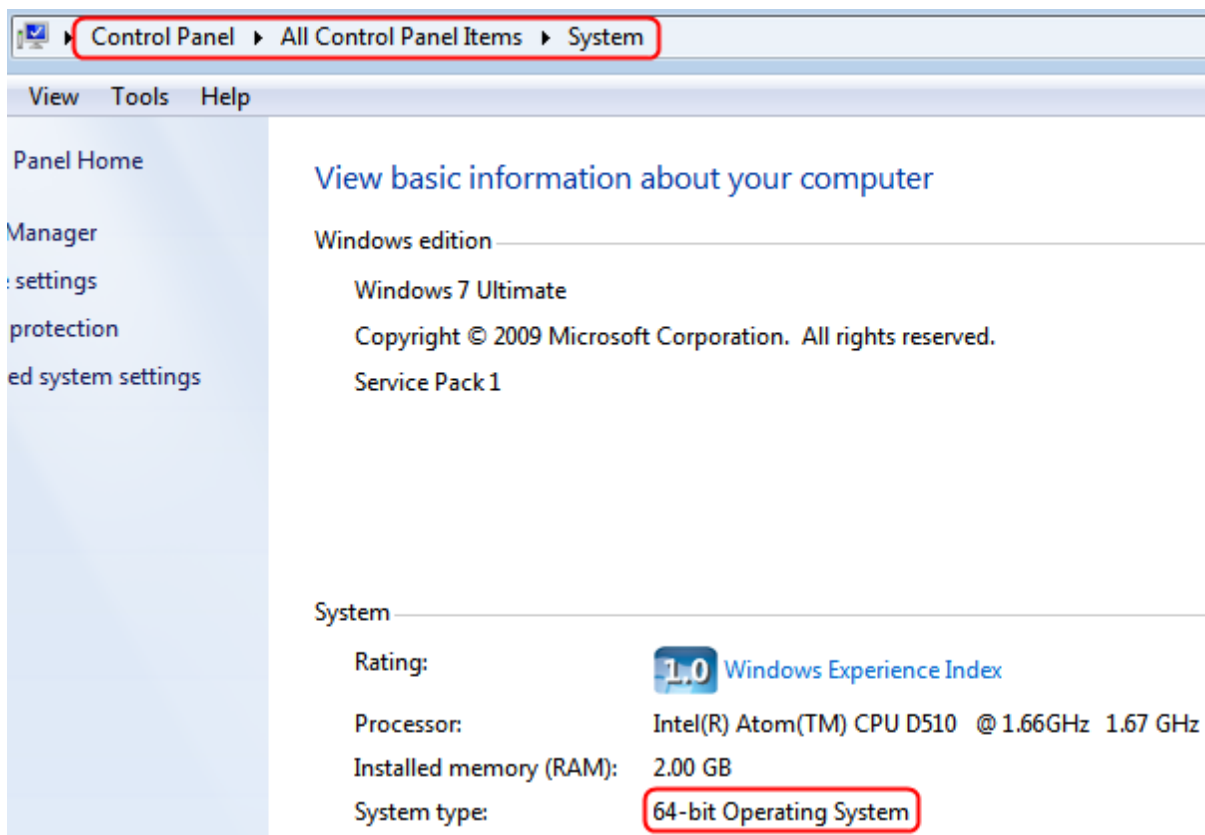 Control Panel All Control Panel Items System
View Tools Help
Panel Home
Manager
settings
protection
ed system settings
View basic information about your computer
Windows edition
Windows 7 Ultimate
Copyright © 2009 Microsoft Corporation. All rights reserved.
Service Pack 1
System
Rating: 1.0 Windows Experience Index
Processor: Intel(R) Atom(TM) CPU D510 @ 1.66GHz 1.67 GHz
Installed memory (RAM): 2.00 GB
System type: 64-bit Operating System